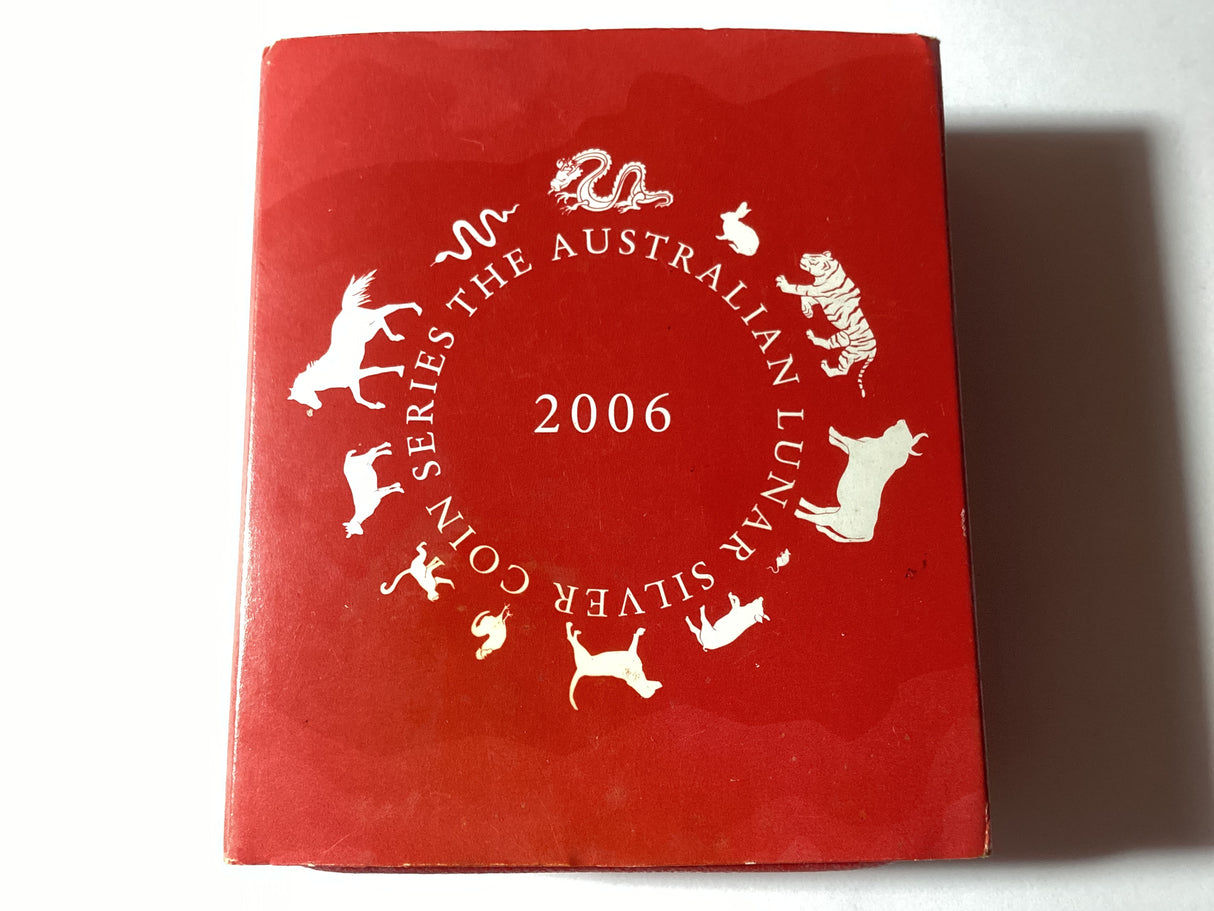 THE AUSTRALIAN LUNAR SILVER COIN SERIES
2006